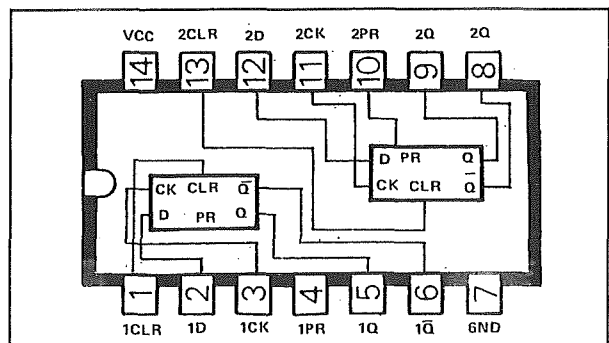 VCC 2CLR 2D 2CK 2PR 2Q 2Q
14 13 12 11 10 9 8
D PR Q
CK CLR Q̅
CK CLR Q̅
D PR Q
1 2 3 4 5 6 7
1CLR 1D 1CK 1PR 1Q 1Q̅ GND